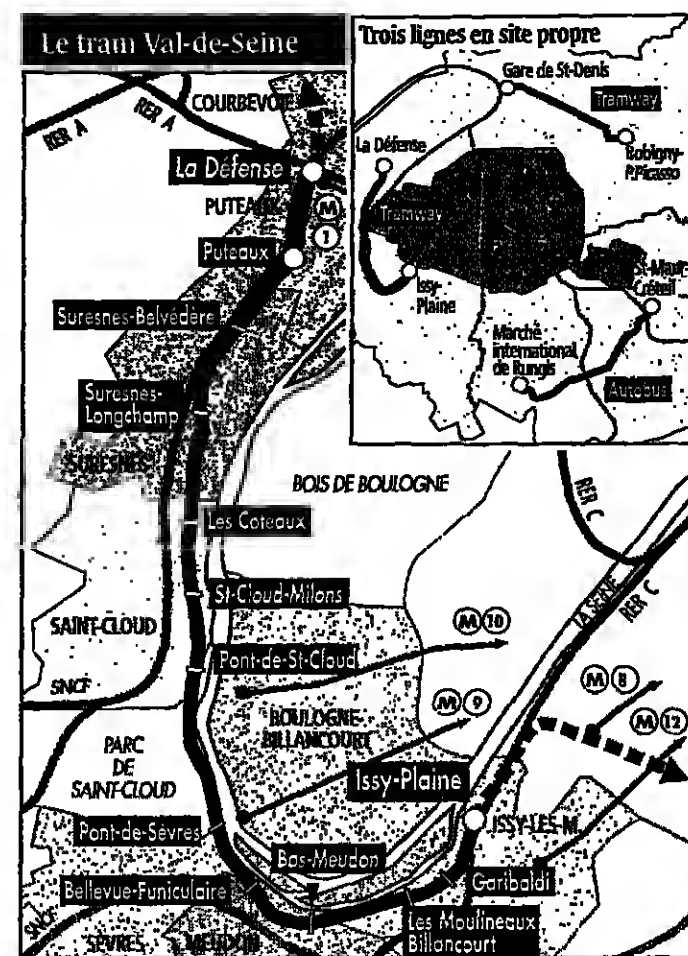 Le tram Val-de-Seine
RER A
RER A
COURBEVOIE
La Défense
PUTEAUX
M
1
Puteaux
Suresnes-Belvédère
Suresnes-
Longchamp
SURESNES
Les Coteaux
St-Cloud-Milons
SAINT-CLOUD
SNCF
Pont-de-St-Cloud
BOIS DE BOULOGNE
M 10
M 9
BOULOGNE
BILLANCOURT
PARC
DE
SAINT-CLOUD
Pont-de-Sèvres
Bellevue-Funiculaire
Bas-Meudon
SNCF
SÈVRES
MEUDON
Les Moulineaux
Billancourt
Garibaldi
Issy-Plaine
ISSY-LES-M.
M 8
M 12
LA SEINE
RER C
RER C
Trois lignes en site propre
Gare de St-Denis
Tramway
Bobigny-
P.Picasso
La Défense
Tramway
Issy-
Plaine
St-Maur-
Créteil
Marché
international
de Rungis
Autobus